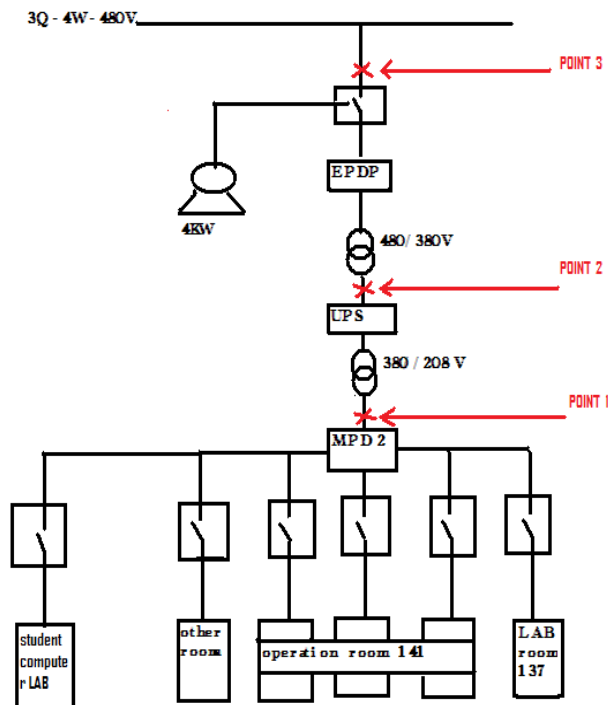 3Q - 4W - 480V
POINT 3
EPDP
4KW
480/ 380V
POINT 2
UPS
380 / 208 V
POINT 1
MPD 2
student
compute
r LAB
other
room
operation room 141
LAB
room
137